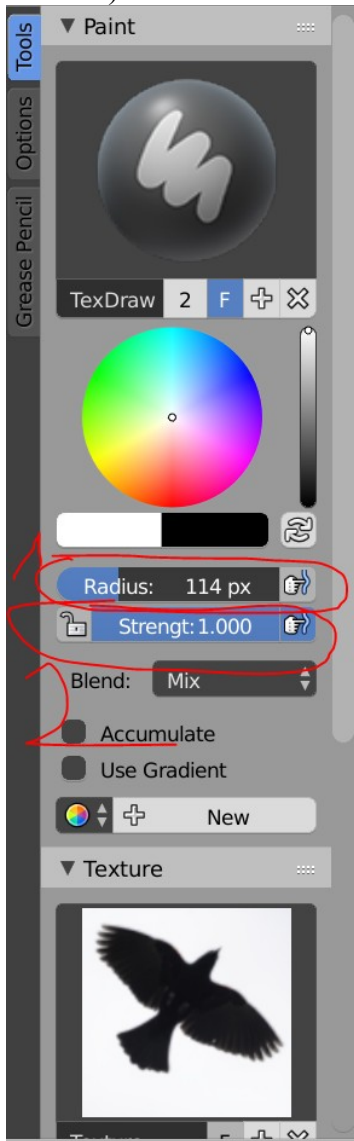 Tools
Options
Grease Pencil
Paint
TexDraw 2 F
Radius: 114 px
Strengt: 1.000
Blend: Mix
Accumulate
Use Gradient
New
Texture